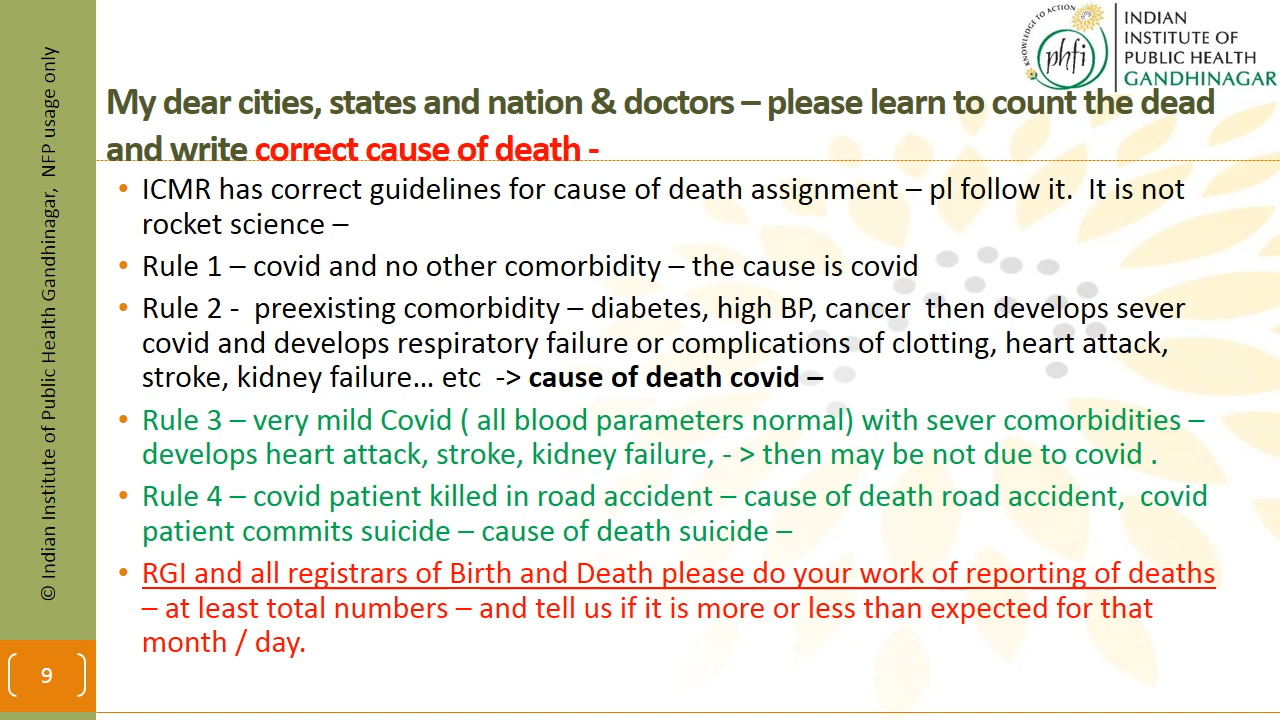 KNOWLEDGE TO ACTION
phfi
INDIAN
INSTITUTE OF
PUBLIC HEALTH
GANDHINAGAR
© Indian Institute of Public Health Gandhinagar, NFP usage only
My dear cities, states and nation & doctors – please learn to count the dead
and write correct cause of death -
• ICMR has correct guidelines for cause of death assignment – pl follow it. It is not
rocket science –
• Rule 1 – covid and no other comorbidity – the cause is covid
• Rule 2 - preexisting comorbidity – diabetes, high BP, cancer then develops sever
covid and develops respiratory failure or complications of clotting, heart attack,
stroke, kidney failure... etc -> cause of death covid –
• Rule 3 – very mild Covid ( all blood parameters normal) with sever comorbidities –
develops heart attack, stroke, kidney failure, - > then may be not due to covid .
• Rule 4 – covid patient killed in road accident – cause of death road accident, covid
patient commits suicide – cause of death suicide –
• RGI and all registrars of Birth and Death please do your work of reporting of deaths
– at least total numbers – and tell us if it is more or less than expected for that
month / day.
9